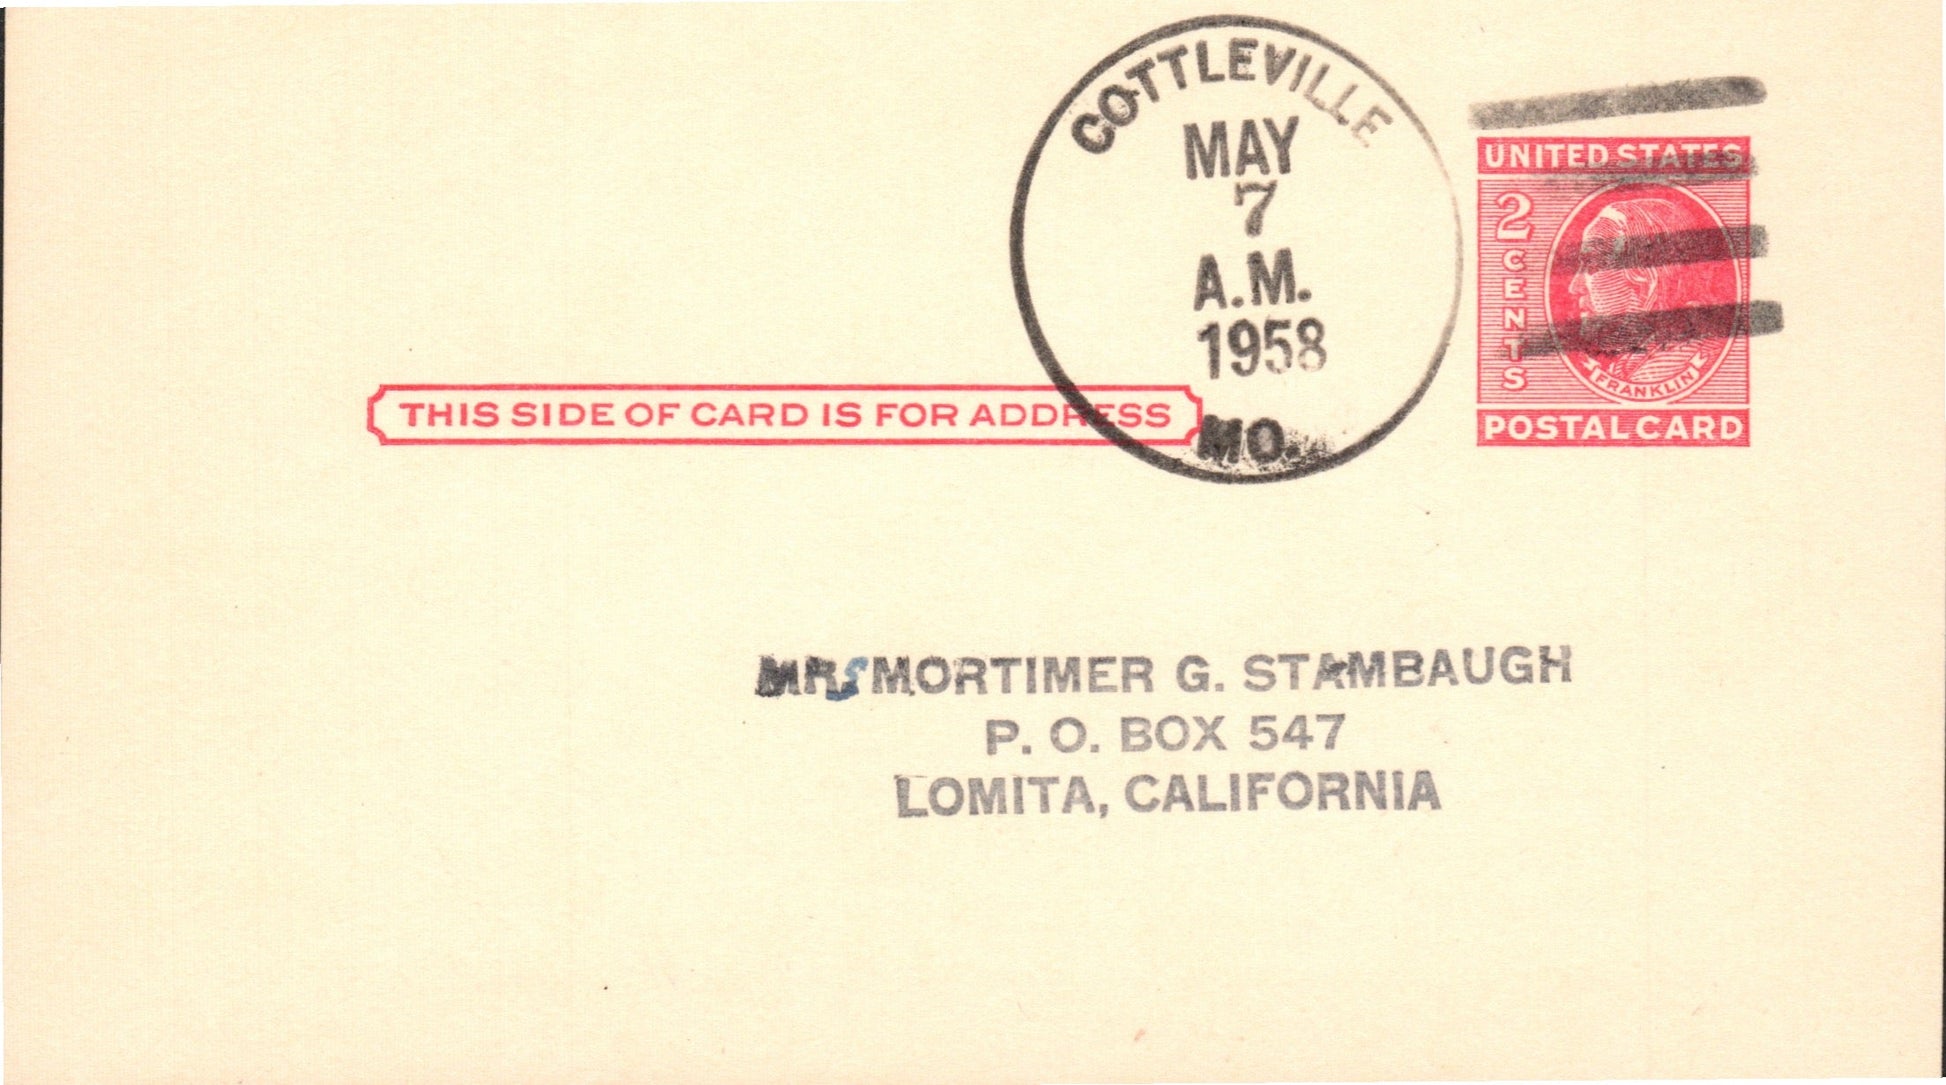 COTTLEVILLE
MAY
7
A.M.
1958
MO.
UNITED STATES
2 CENTS
FRANKLIN
POSTAL CARD
THIS SIDE OF CARD IS FOR ADDRESS
MRS MORTIMER G. STAMBAUGH
P. O. BOX 547
LOMITA, CALIFORNIA